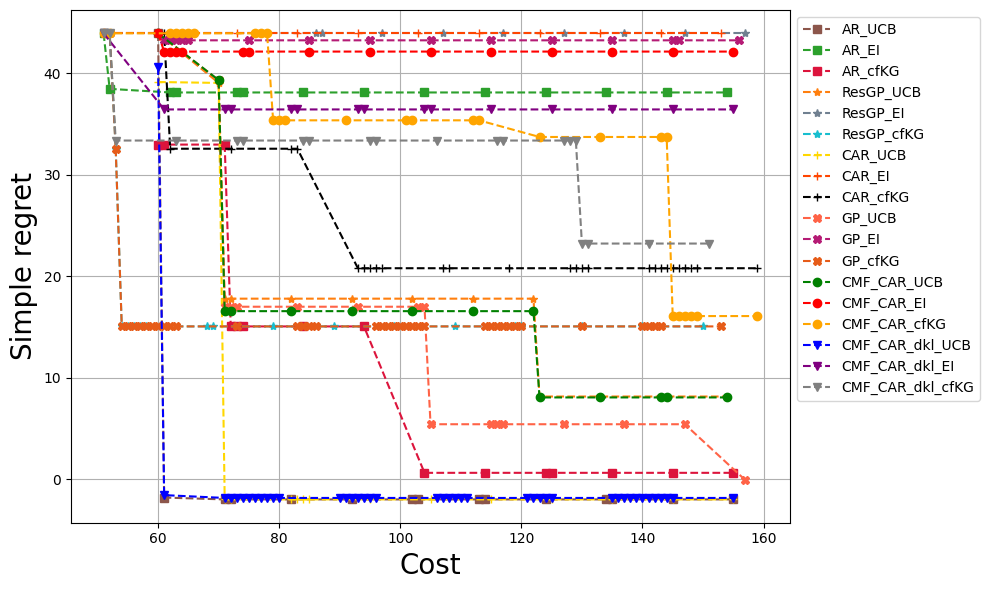 Simple regret
40
30
20
10
0
60 80 100 120 140 160
Cost
AR_UCB
AR_EI
AR_cfKG
ResGP_UCB
ResGP_EI
ResGP_cfKG
CAR_UCB
CAR_EI
CAR_cfKG
GP_UCB
GP_EI
GP_cfKG
CMF_CAR_UCB
CMF_CAR_EI
CMF_CAR_cfKG
CMF_CAR_dkl_UCB
CMF_CAR_dkl_EI
CMF_CAR_dkl_cfKG